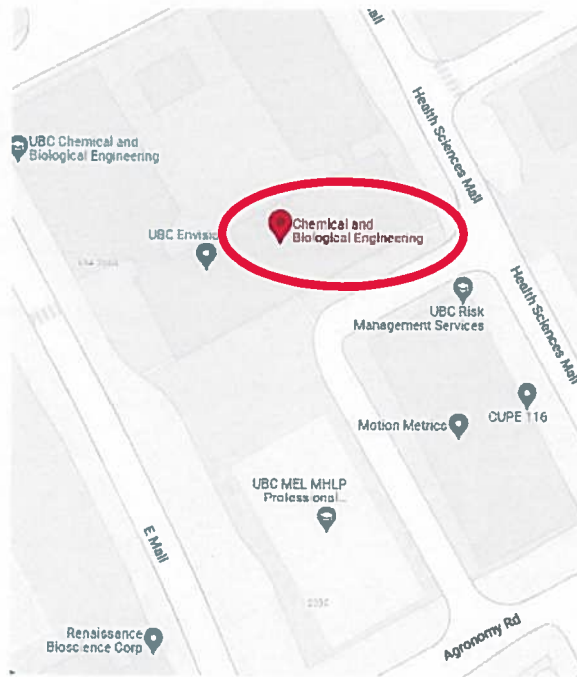 Mall
Health Sciences Mall
UBC Chemical and
Biological Engineering
Chemical and
Biological Engineering
UBC Envisio
Health Sciences Mall
UBC Risk
Management Services
Motion Metrics
CUPE 116
UBC MEL MHLP
Professional...
E Mall
Renaissance
Bioscience Corp
Agronomy Rd